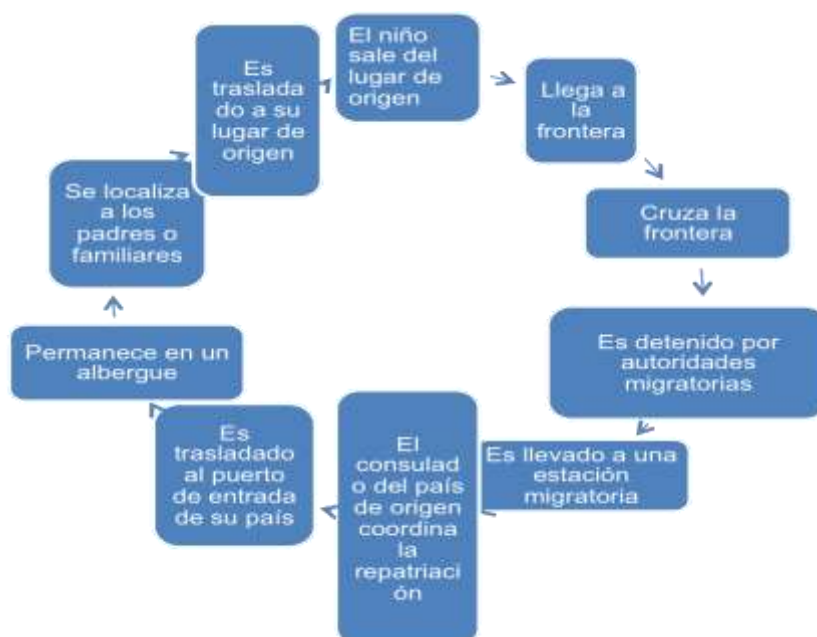 El niño
sale del
lugar de
origen
Llega a
la
frontera
Cruza la
frontera
Es detenido por
autoridades
migratorias
Es llevado a una
estación
migratoria
El
consulad
o del país
de origen
coordina
la
repatriaci
ón
Es
trasladado
al puerto
de entrada
de su país
Permanece en un
albergue
Se localiza
a los
padres o
familiares
Es
traslada
do a su
lugar de
origen